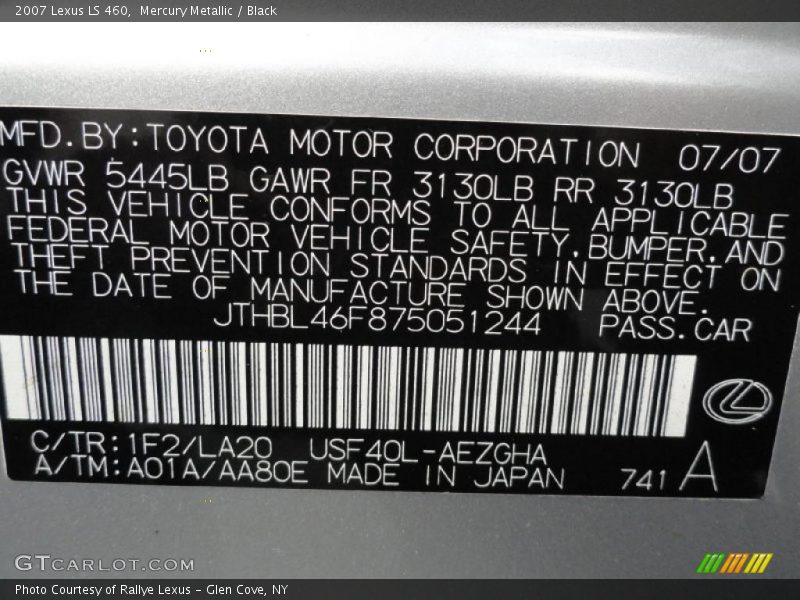 2007 Lexus LS 460,  Mercury Metallic / Black
MFD.BY:TOYOTA MOTOR CORPORATION 07/07
GVWR 5445LB GAWR FR 3130LB RR 3130LB
THIS VEHICLE CONFORMS TO ALL APPLICABLE
FEDERAL MOTOR VEHICLE SAFETY.BUMPER.AND
THEFT PREVENTION STANDARDS IN EFFECT ON
THE DATE OF MANUFACTURE SHOWN ABOVE.
JTHBL46F875051244 PASS.CAR
C/TR:1F2/LA20 USF40L-AEZGHA
A/TM:A01A/AA80E MADE IN JAPAN 741 A
GTCARLOT.COM
Photo Courtesy of Rallye Lexus - Glen Cove, NY